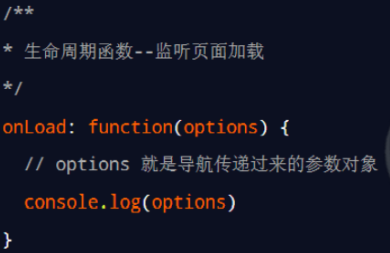 /**
* 生命周期函数--监听页面加载
*/
onLoad: function(options) {
// options 就是导航传递过来的参数对象
console.log(options)
}